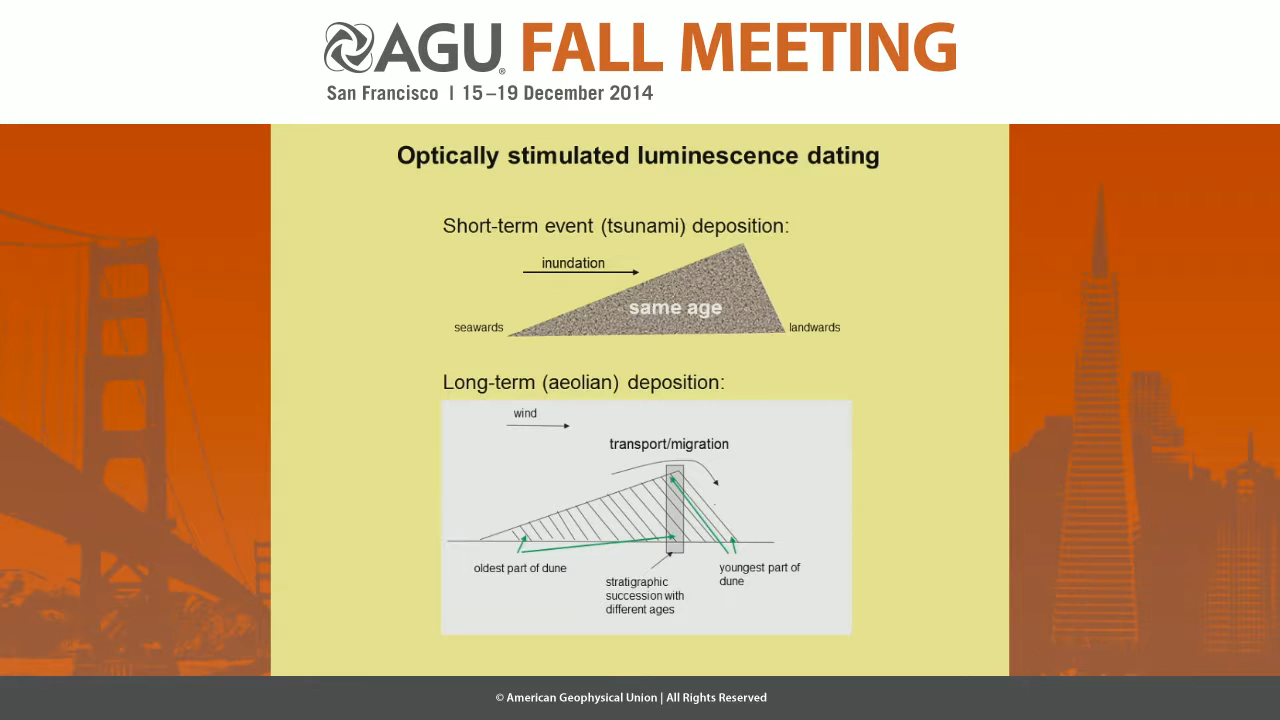 AGU® FALL MEETING
San Francisco | 15–19 December 2014
Optically stimulated luminescence dating
Short-term event (tsunami) deposition:
inundation
same age
seawards
landwards
Long-term (aeolian) deposition:
wind
transport/migration
oldest part of dune
stratigraphic
succession with
different ages
youngest part of
dune
© American Geophysical Union | All Rights Reserved